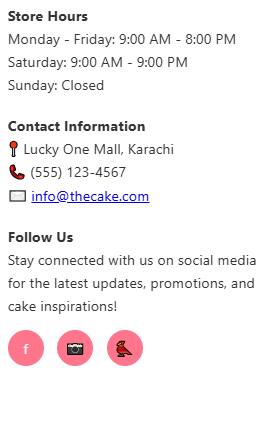 Store Hours
Monday - Friday: 9:00 AM - 8:00 PM
Saturday: 9:00 AM - 9:00 PM
Sunday: Closed
Contact Information
Lucky One Mall, Karachi
(555) 123-4567
info@thecake.com
Follow Us
Stay connected with us on social media
for the latest updates, promotions, and
cake inspirations!
f